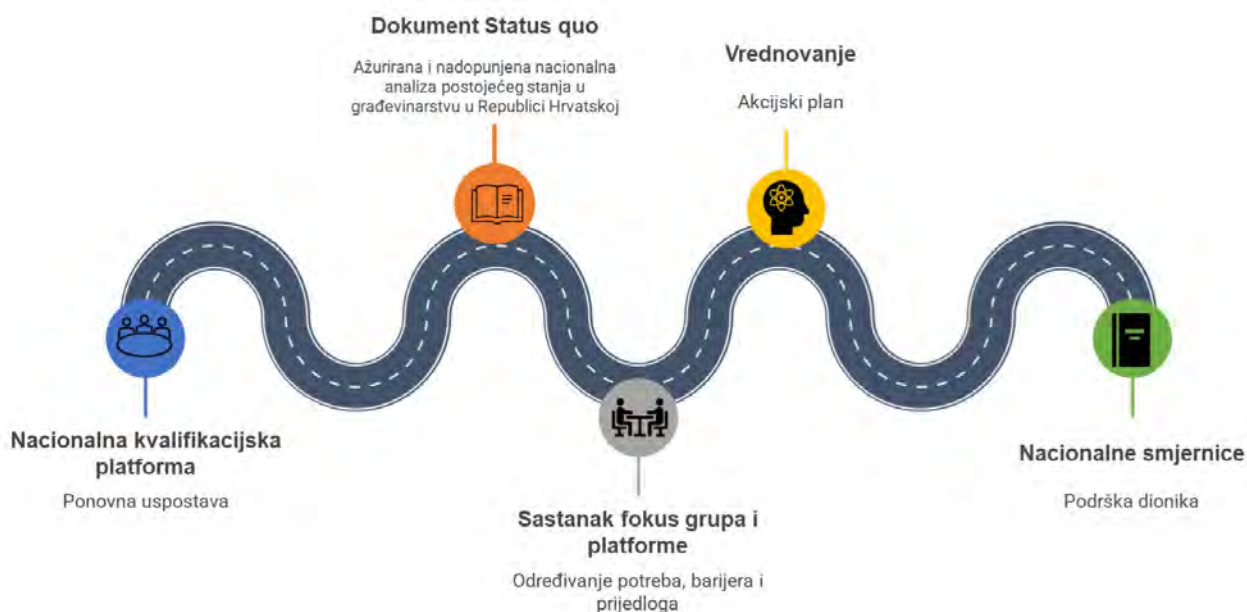 Dokument Status quo
Ažurirana i nadopunjena nacionalna
analiza postojećeg stanja u
građevinarstvu u Republici Hrvatskoj
Vrednovanje
Akcijski plan
Nacionalna kvalifikacijska
platforma
Ponovna uspostava
Sastanak fokus grupa i
platforme
Određivanje potreba, barijera i
prijedloga
Nacionalne smjernice
Podrška dionika